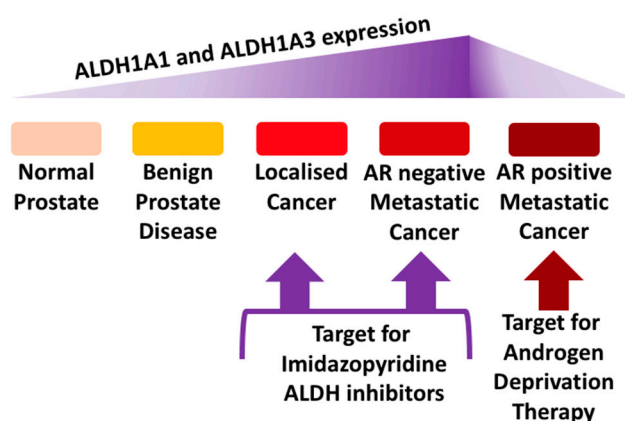 ALDH1A1 and ALDH1A3 expression
Normal
Prostate
Benign
Prostate
Disease
Localised
Cancer
AR negative
Metastatic
Cancer
AR positive
Metastatic
Cancer
Target for
Imidazopyridine
ALDH inhibitors
Target for
Androgen
Deprivation
Therapy